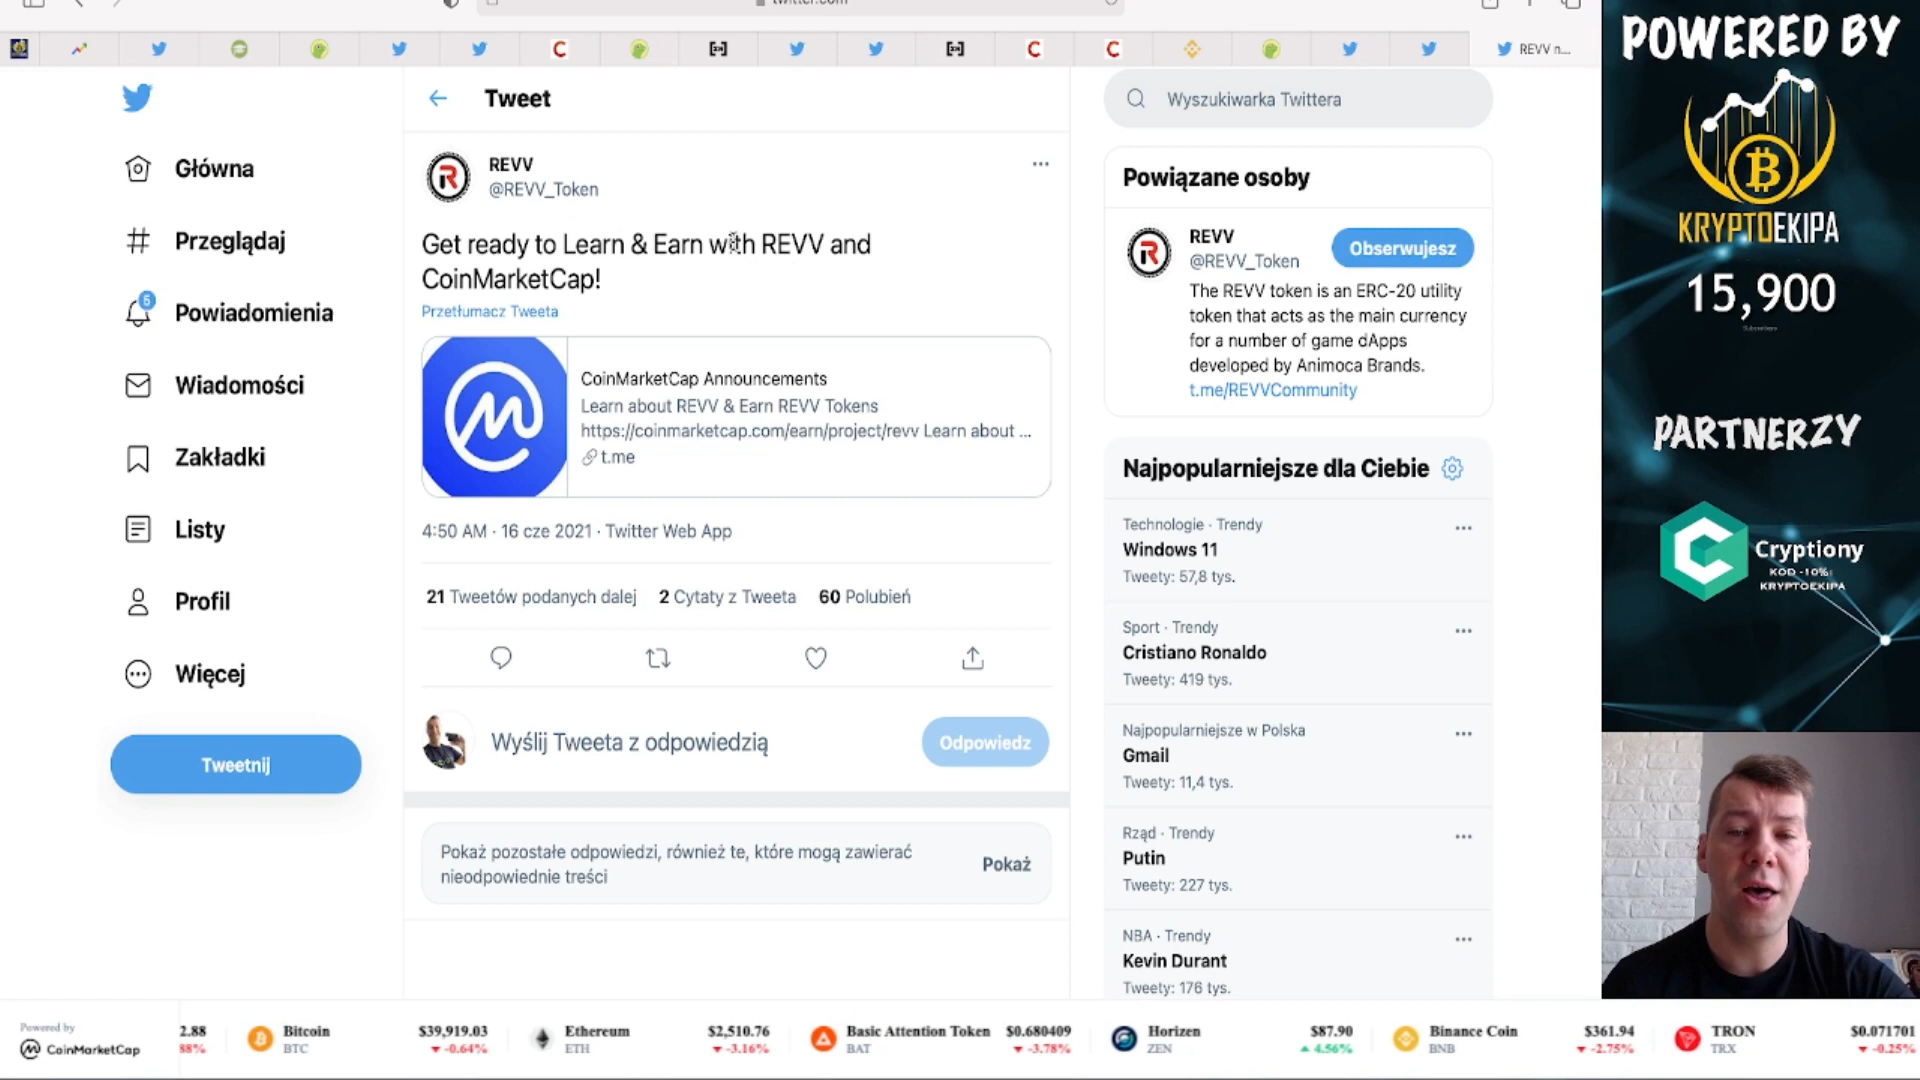 REVV n...
Tweet
Wyszukiwarka Twittera
Główna
Przeglądaj
5
Powiadomienia
Wiadomości
Zakładki
Listy
Profil
Więcej
Tweetnij
REVV
@REVV_Token
Get ready to Learn & Earn with REVV and
CoinMarketCap!
Przetłumacz Tweeta
CoinMarketCap Announcements
Learn about REVV & Earn REVV Tokens
https://coinmarketcap.com/earn/project/revv Learn about ...
t.me
4:50 AM · 16 cze 2021 · Twitter Web App
21 Tweetów podanych dalej 2 Cytaty z Tweeta 60 Polubień
Wyślij Tweeta z odpowiedzią
Odpowiedz
Pokaż pozostałe odpowiedzi, również te, które mogą zawierać
nieodpowiednie treści
Pokaż
Powiązane osoby
REVV
@REVV_Token
Obserwujesz
The REVV token is an ERC-20 utility
token that acts as the main currency
for a number of game dApps
developed by Animoca Brands.
t.me/REVVCommunity
Najpopularniejsze dla Ciebie
Technologie · Trendy
Windows 11
Tweety: 57,8 tys.
Sport · Trendy
Cristiano Ronaldo
Tweety: 419 tys.
Najpopularniejsze w Polska
Gmail
Tweety: 11,4 tys.
Rząd · Trendy
Putin
Tweety: 227 tys.
NBA · Trendy
Kevin Durant
Tweety: 176 tys.
POWERED BY
KRYPTOEKIPA
15,900
PARTNERZY
Cryptiony
KOD -10%:
KRYPTOEKIPA
Powered by
CoinMarketCap
2.88
88%
Bitcoin $39,919.03
BTC -0.64%
Ethereum $2,510.76
ETH -3.16%
Basic Attention Token $0.680409
BAT -3.78%
Horizen $87.90
ZEN 4.56%
Binance Coin $361.94
BNB -2.75%
TRON $0.071701
TRX -0.25%